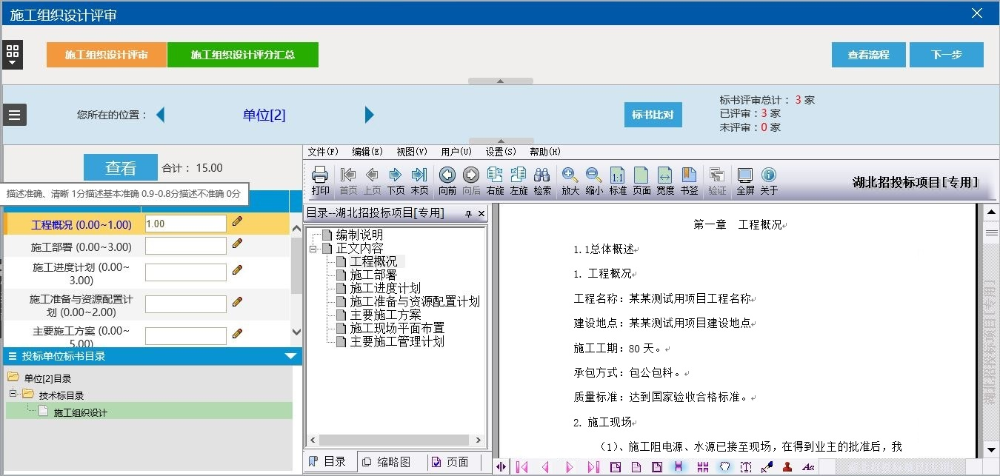 施工组织设计评审
施工组织设计评审 施工组织设计评分汇总 查看流程 下一步
您所在的位置： 单位[2] 标书比对
标书评审总计： 3 家
已评审：3 家
未评审：0 家
查看 合计： 15.00
描述准确、清晰 1分描述基本准确 0.9-0.8分描述不准确 0分
工程概况 (0.00~1.00) 1.00
施工部署 (0.00~3.00)
施工进度计划 (0.00~
3.00)
施工准备与资源配置计
划 (0.00~2.00)
主要施工方案 (0.00~
5.00)
投标单位标书目录
单位[2]目录
技术标目录
施工组织设计
文件(F) 编辑(E) 视图(V) 用户(U) 设置(S) 帮助(H)
打印 首页 上页 下页 末页 向前 向后 右旋 左旋 检索 放大 缩小 标准 页面 宽度 书签 验证 全屏 关于
1:1
湖北招投标项目[专用]
目录--湖北招投标项目[专用]
编制说明
正文内容
工程概况
施工部署
施工进度计划
施工准备与资源配置计划
主要施工方案
施工现场平面布置
主要施工管理计划
目录 缩略图 页面
第一章 工程概况
1.1总体概述
1. 工程概况
工程名称：某某测试用项目工程名称
建设地点：某某测试用项目建设地点
施工工期：80 天。
承包方式：包公包料。
质量标准：达到国家验收合格标准。
2. 施工现场
（1）、施工阻电源、水源已接至现场，在得到业主的批准后，我
湖北招投标项目[专用]
Aa